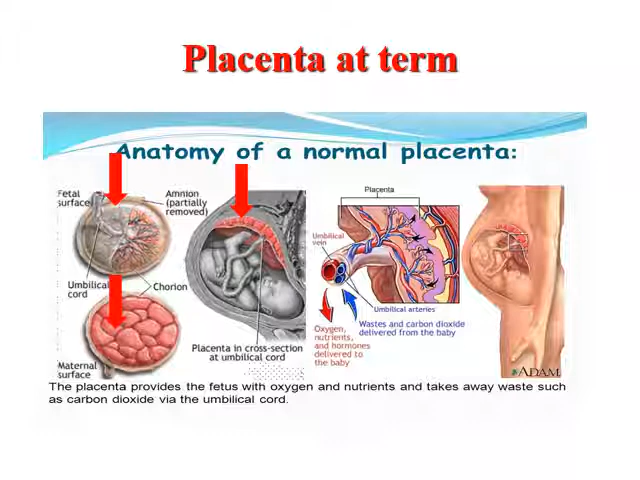 Placenta at term
Anatomy of a normal placenta:
Fetal
surface
Amnion
(partially
removed)
Umbilical
cord
Chorion
Maternal
surface
Placenta in cross-section
at umbilical cord
Placenta
Umbilical
vein
Umbilical arteries
Oxygen,
nutrients,
and hormones
delivered to
the baby
Wastes and carbon dioxide
delivered from the baby
ADAM
The placenta provides the fetus with oxygen and nutrients and takes away waste such
as carbon dioxide via the umbilical cord.